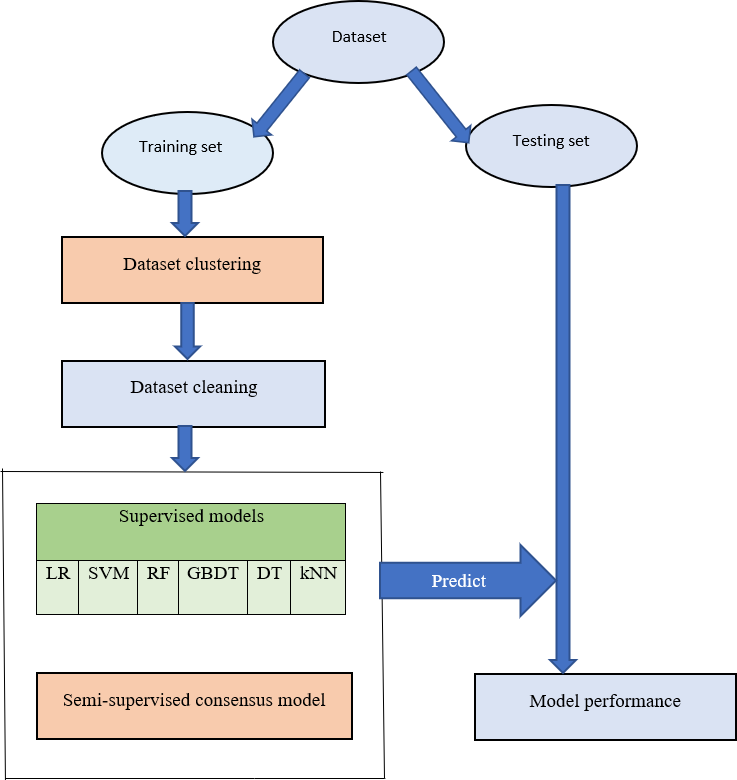 Dataset
Training set
Testing set
Dataset clustering
Dataset cleaning
Supervised models
LR SVM RF GBDT DT kNN
Predict
Semi-supervised consensus model
Model performance